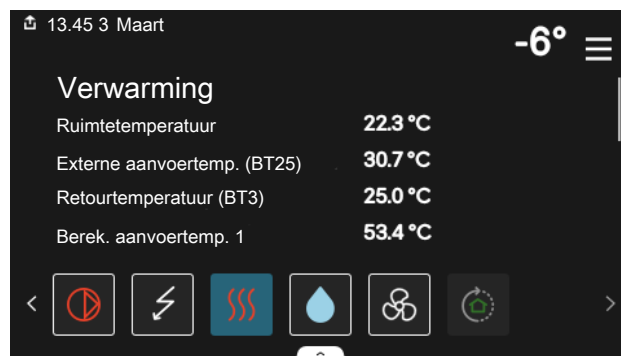 13.45 3 Maart
-6°
Verwarming
Ruimtetemperatuur 22.3 °C
Externe aanvoertemp. (BT25) 30.7 °C
Retourtemperatuur (BT3) 25.0 °C
Berek. aanvoertemp. 1 53.4 °C